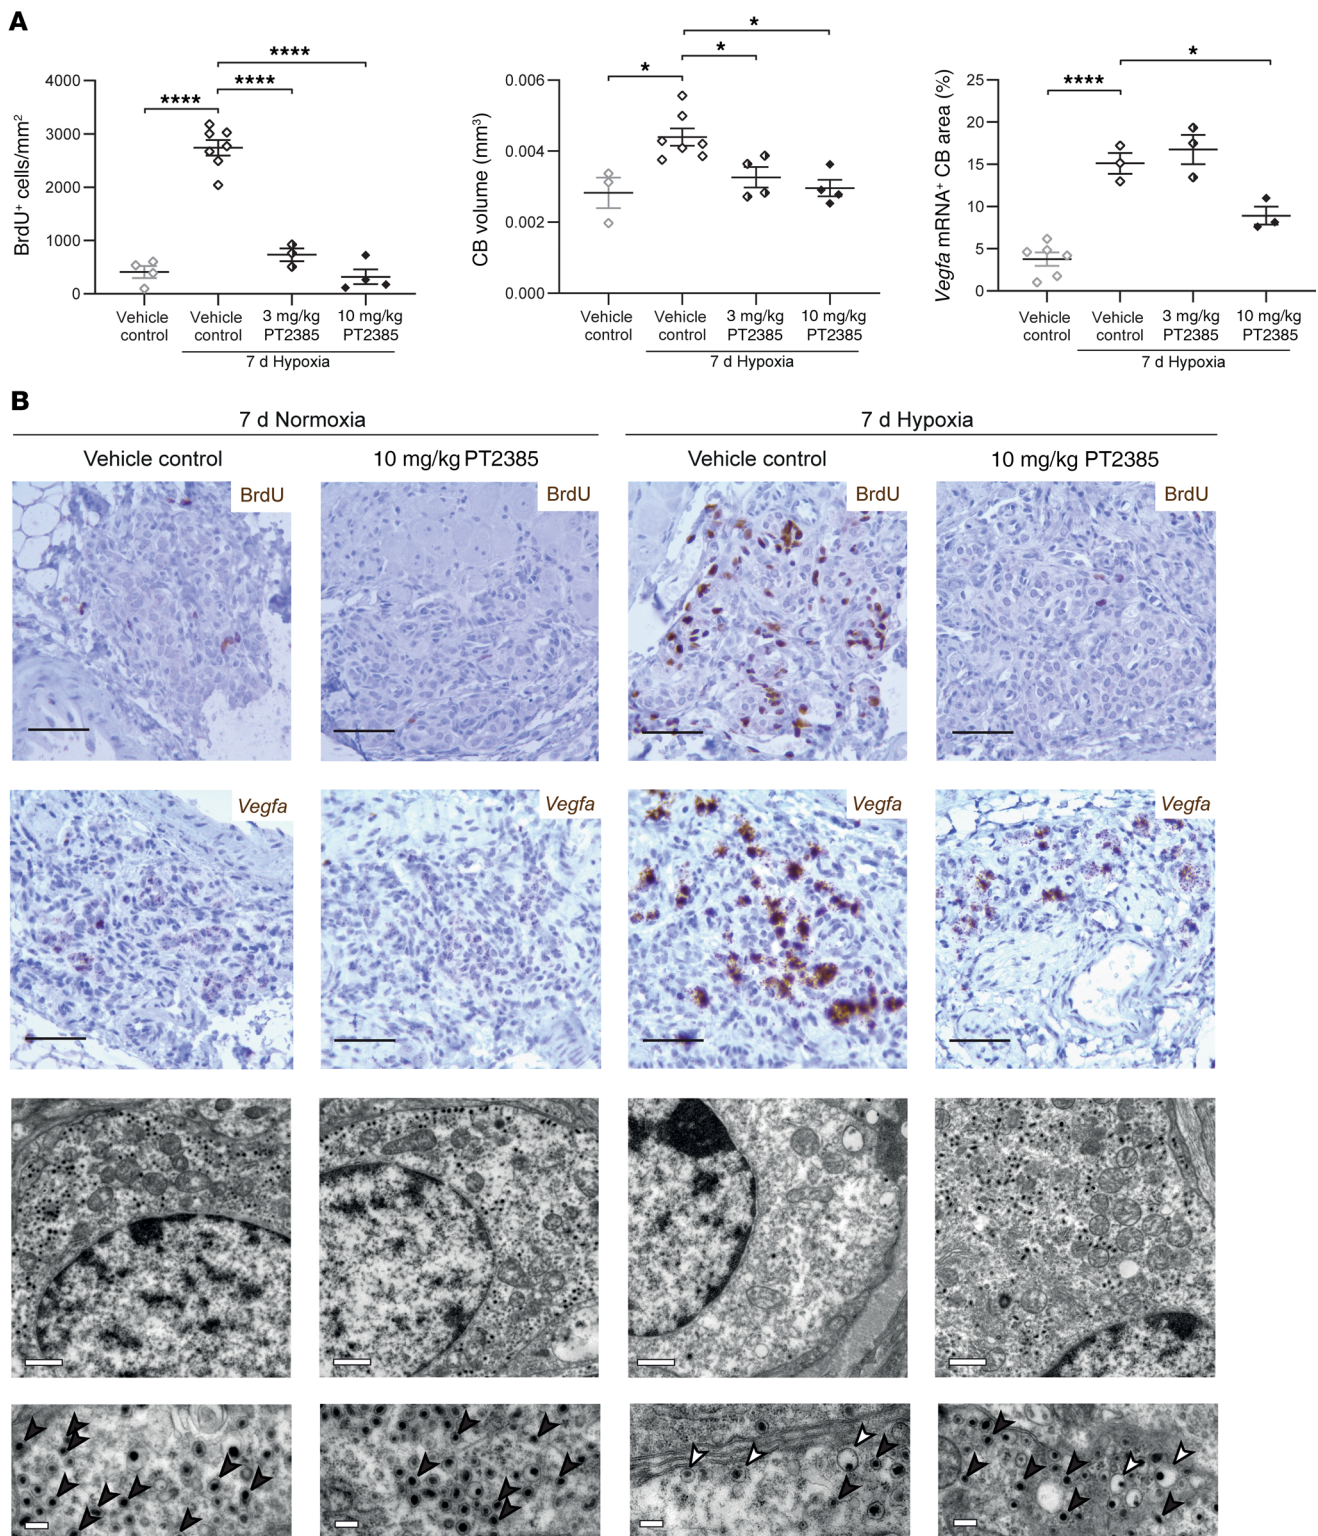 A
BrdU⁺ cells/mm²
4000
3000
2000
1000
0
****
****
****
Vehicle control
Vehicle control
3 mg/kg PT2385
10 mg/kg PT2385
7 d Hypoxia
CB volume (mm³)
0.006
0.004
0.002
0.000
*
*
*
Vehicle control
Vehicle control
3 mg/kg PT2385
10 mg/kg PT2385
7 d Hypoxia
Vegfa mRNA⁺ CB area (%)
25
20
15
10
5
0
****
*
Vehicle control
Vehicle control
3 mg/kg PT2385
10 mg/kg PT2385
7 d Hypoxia
B
7 d Normoxia
7 d Hypoxia
Vehicle control
10 mg/kg PT2385
Vehicle control
10 mg/kg PT2385
BrdU
BrdU
BrdU
BrdU
Vegfa
Vegfa
Vegfa
Vegfa